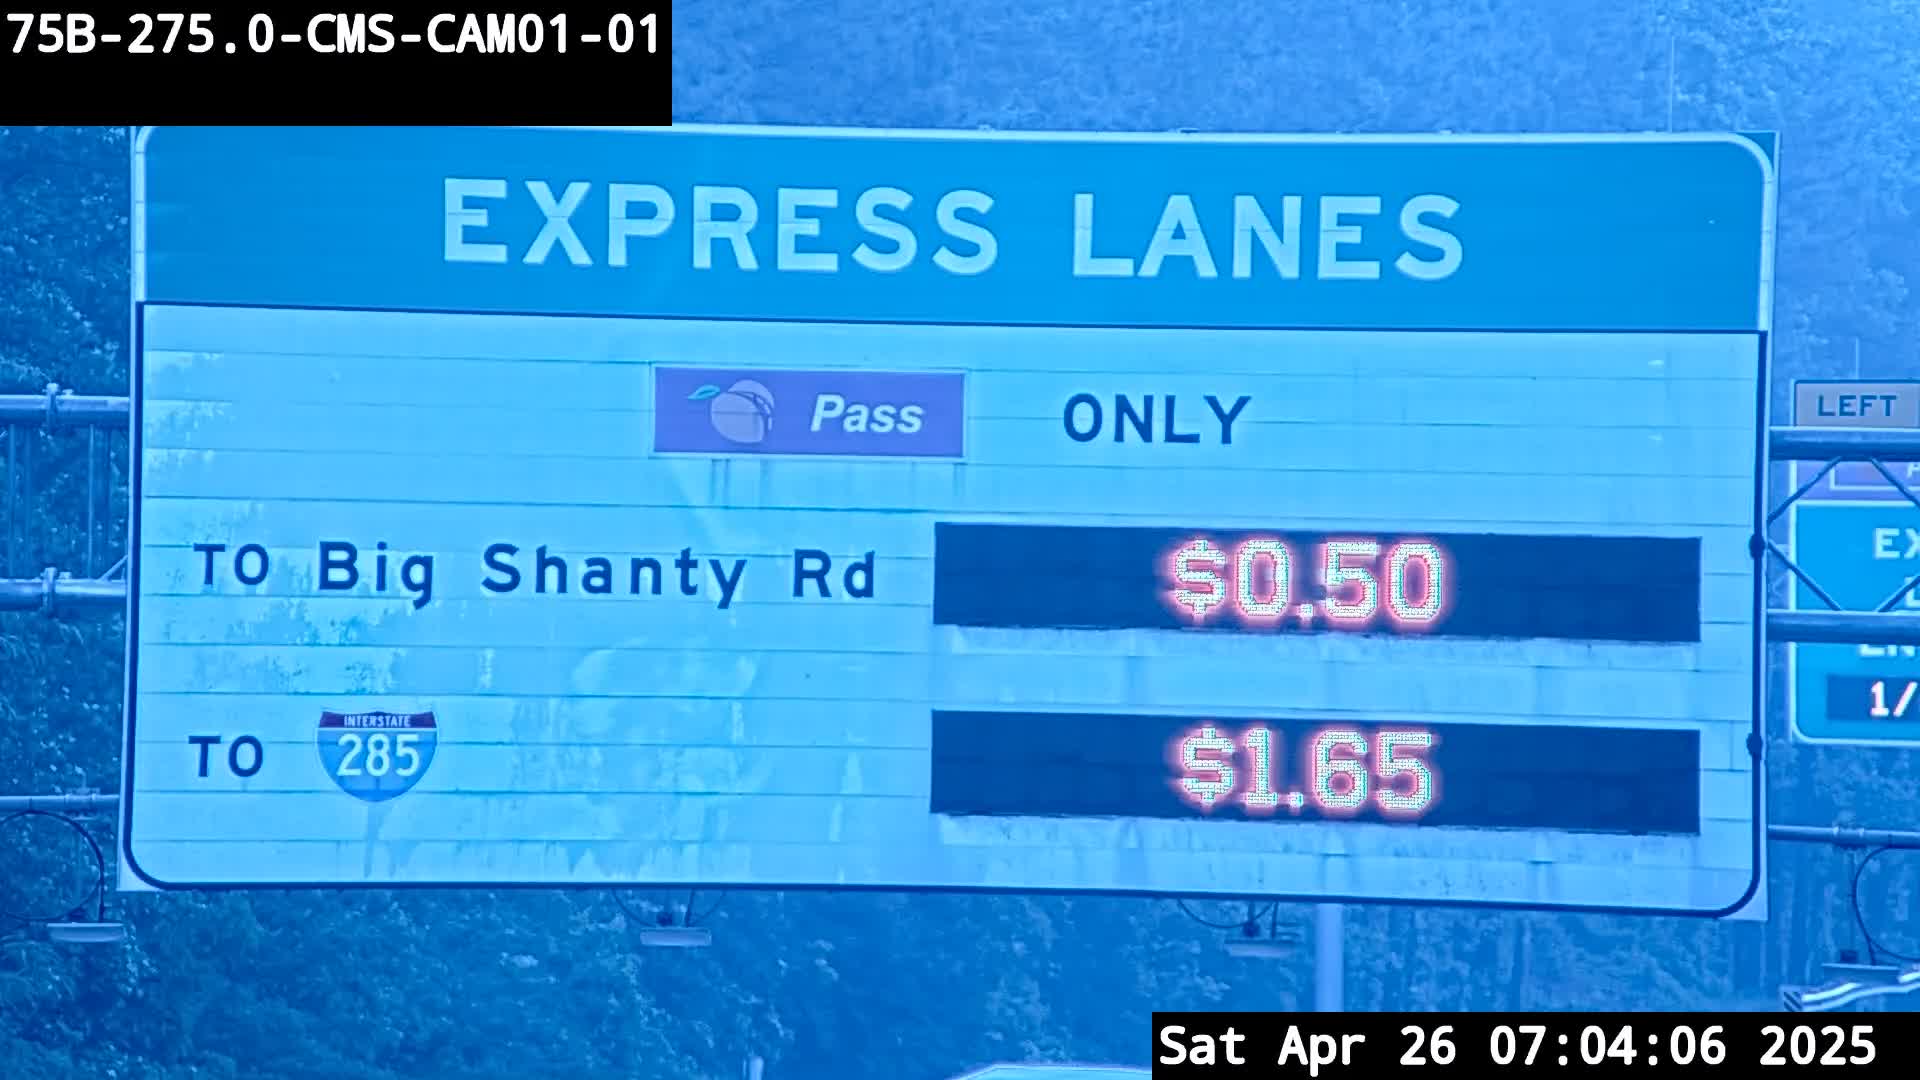 75B-275.0-CMS-CAM01-01
EXPRESS LANES
Pass ONLY
TO Big Shanty Rd $0.50
TO INTERSTATE 285 $1.65
LEFT
Sat Apr 26 07:04:06 2025